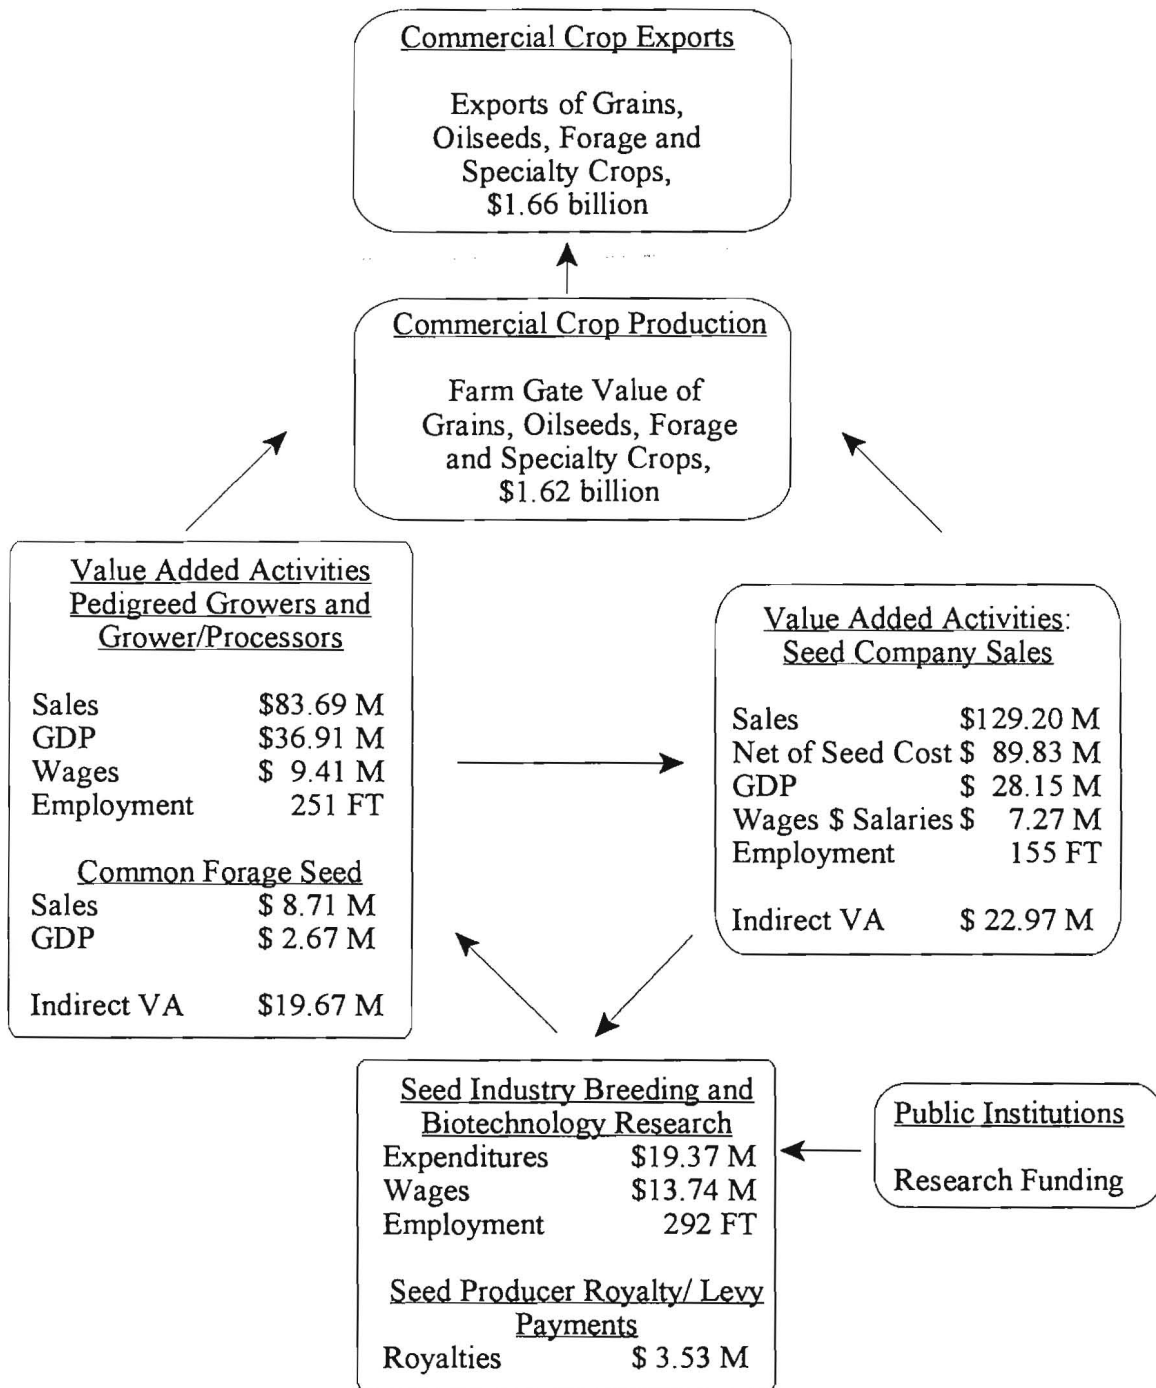 Commercial Crop Exports
Exports of Grains,
Oilseeds, Forage and
Specialty Crops,
$1.66 billion
Commercial Crop Production
Farm Gate Value of
Grains, Oilseeds, Forage
and Specialty Crops,
$1.62 billion
Value Added Activities
Pedigreed Growers and
Grower/Processors
Sales $83.69 M
GDP $36.91 M
Wages $ 9.41 M
Employment 251 FT
Common Forage Seed
Sales $ 8.71 M
GDP $ 2.67 M
Indirect VA $19.67 M
Value Added Activities:
Seed Company Sales
Sales $129.20 M
Net of Seed Cost $ 89.83 M
GDP $ 28.15 M
Wages $ Salaries $ 7.27 M
Employment 155 FT
Indirect VA $ 22.97 M
Seed Industry Breeding and
Biotechnology Research
Expenditures $19.37 M
Wages $13.74 M
Employment 292 FT
Seed Producer Royalty/ Levy
Payments
Royalties $ 3.53 M
Public Institutions
Research Funding